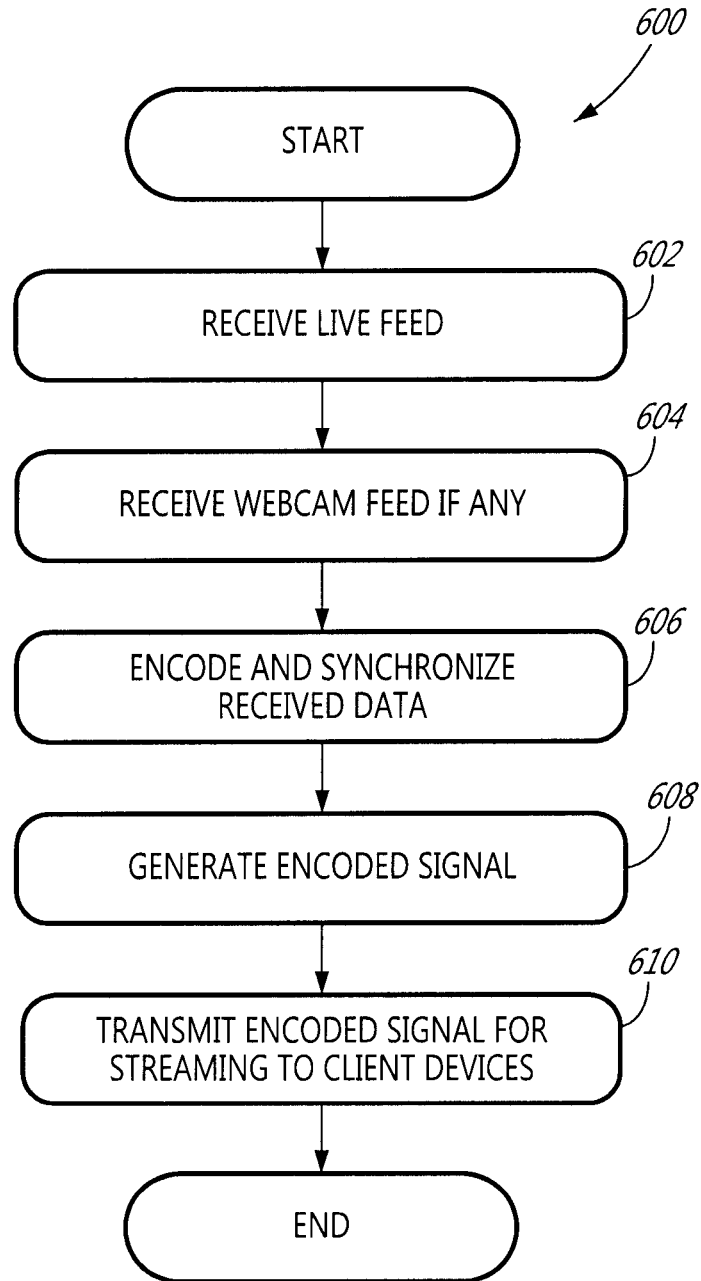 600
START
602
RECEIVE LIVE FEED
604
RECEIVE WEBCAM FEED IF ANY
606
ENCODE AND SYNCHRONIZE
RECEIVED DATA
608
GENERATE ENCODED SIGNAL
610
TRANSMIT ENCODED SIGNAL FOR
STREAMING TO CLIENT DEVICES
END